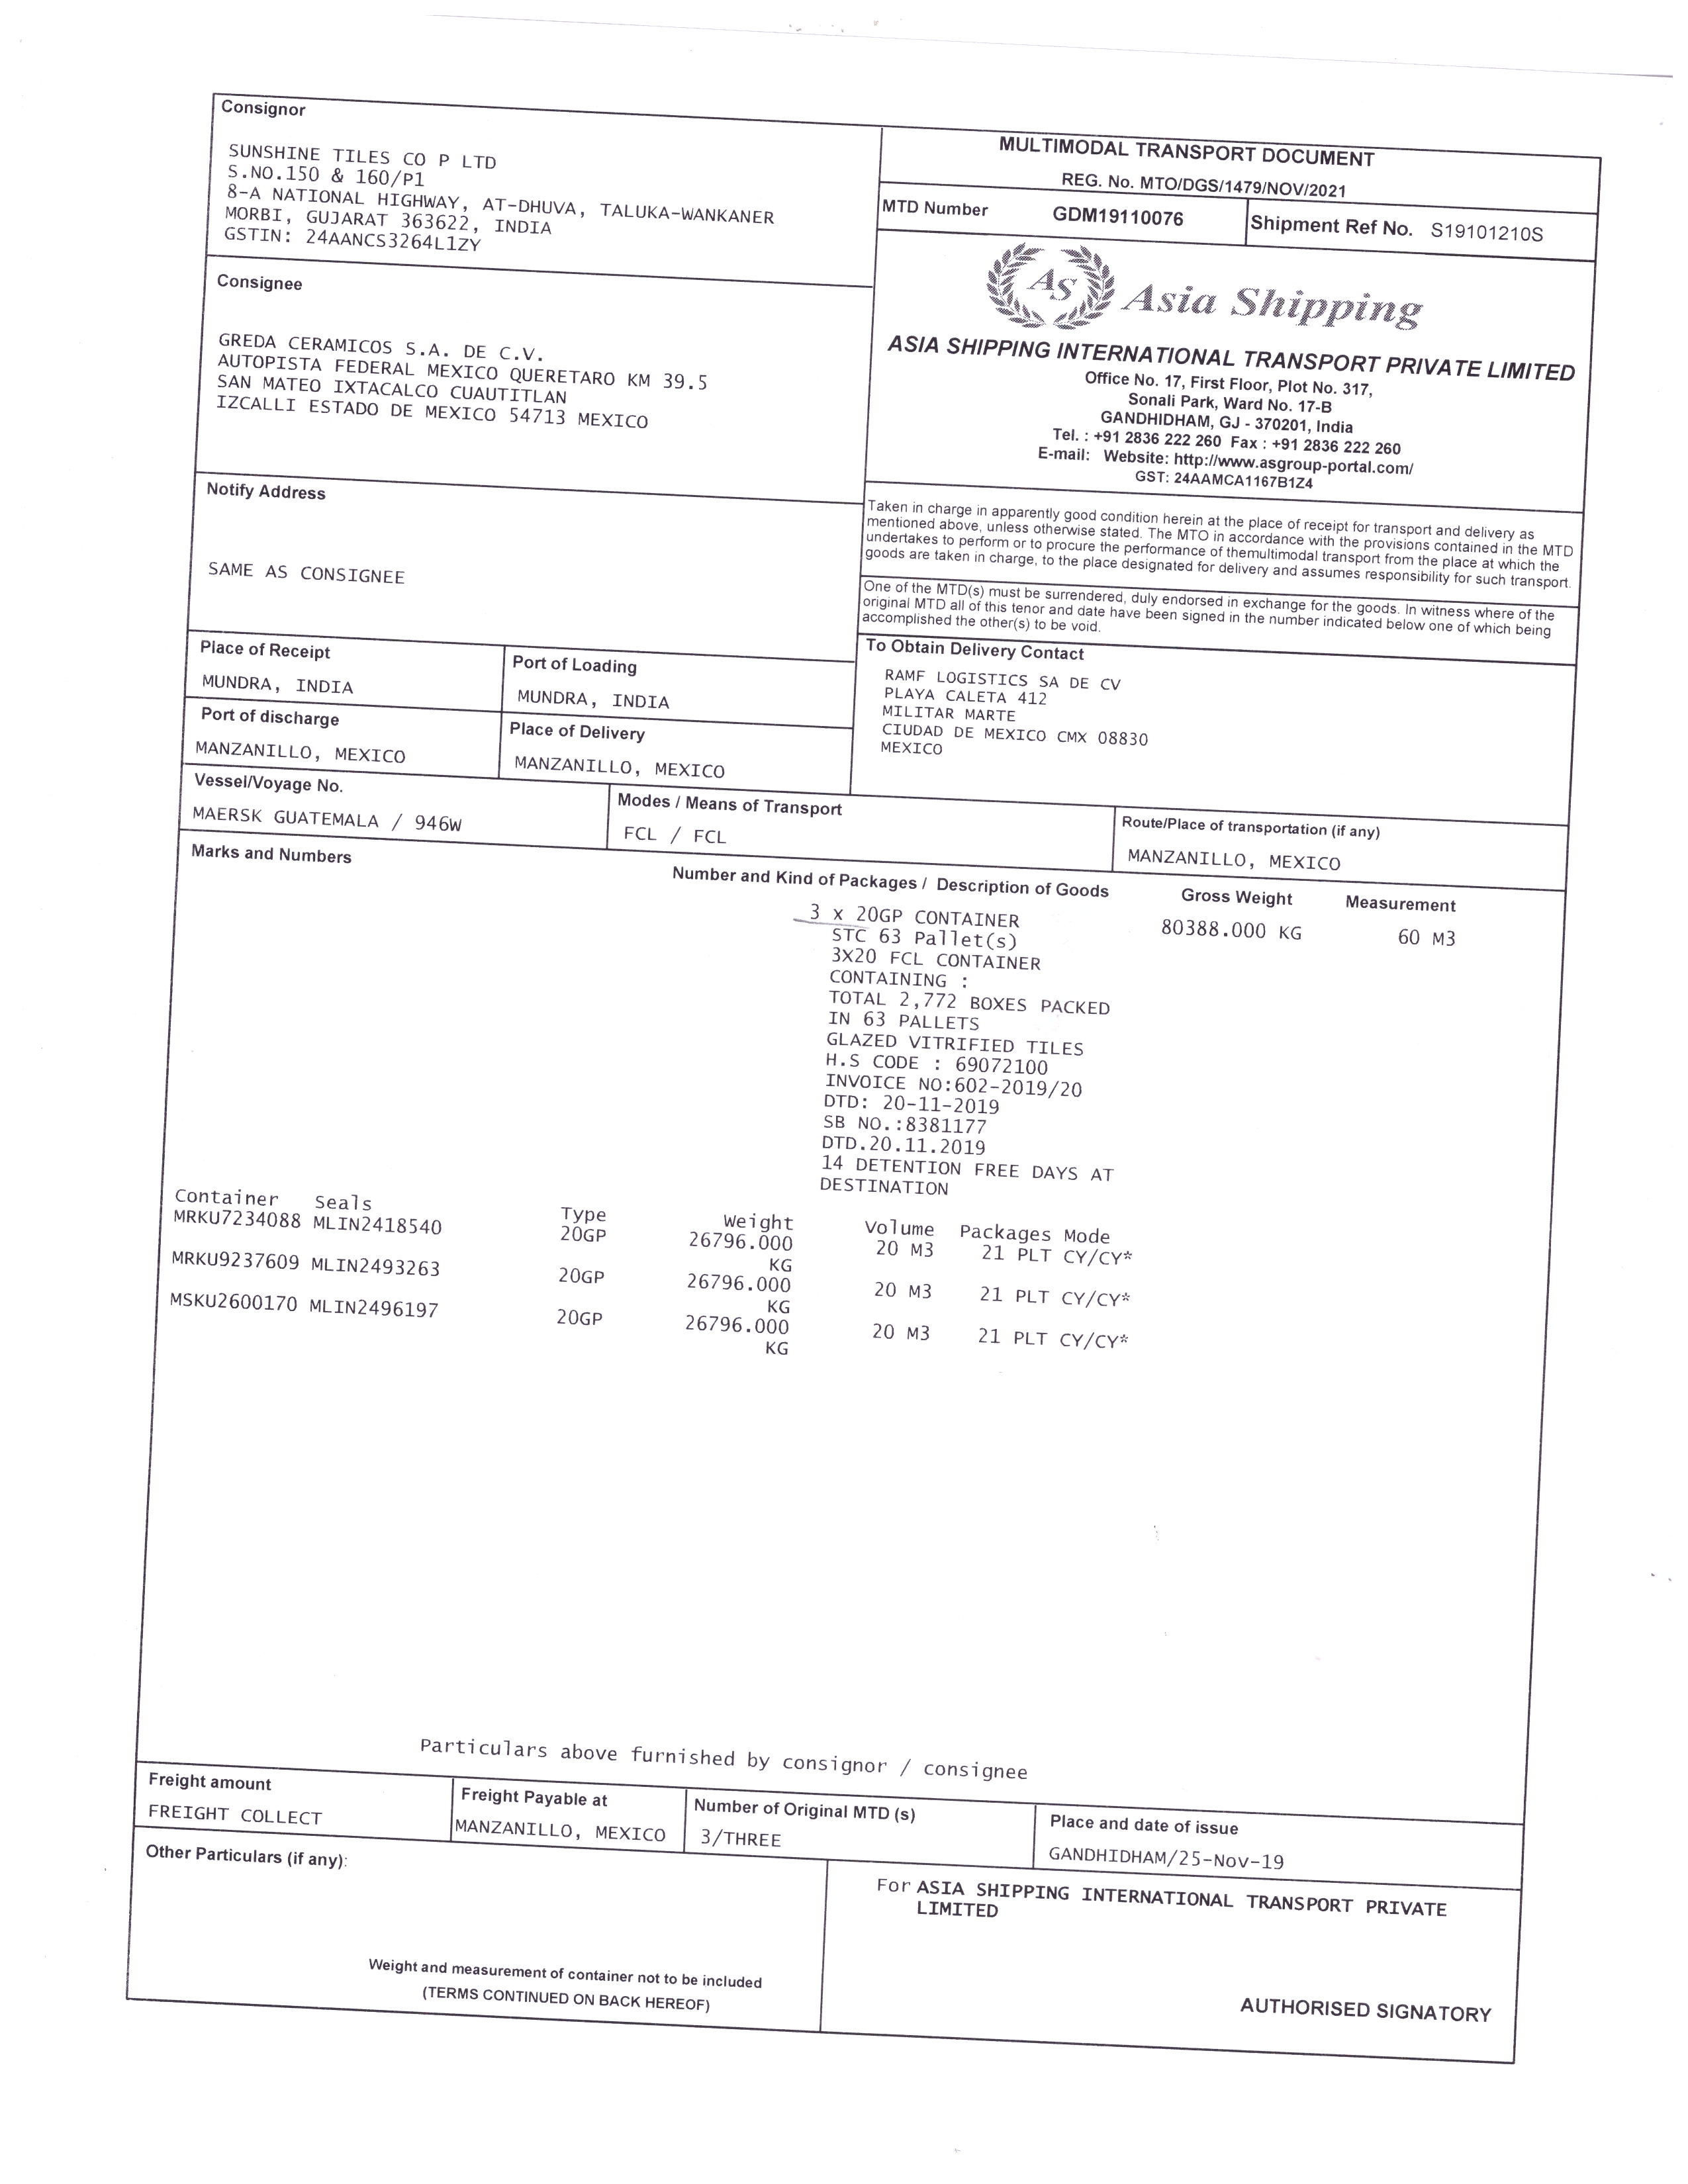 Consignor
SUNSHINE TILES CO P LTD
S.NO.150 & 160/P1
8-A NATIONAL HIGHWAY, AT-DHUVA, TALUKA-WANKANER
MORBI, GUJARAT 363622, INDIA
GSTIN: 24AANCS3264L1ZY
MULTIMODAL TRANSPORT DOCUMENT
REG. No. MTO/DGS/1479/NOV/2021
MTD Number GDM19110076
Shipment Ref No. S19101210S
AS Asia Shipping
ASIA SHIPPING INTERNATIONAL TRANSPORT PRIVATE LIMITED
Office No. 17, First Floor, Plot No. 317,
Sonali Park, Ward No. 17-B
GANDHIDHAM, GJ - 370201, India
Tel. : +91 2836 222 260 Fax : +91 2836 222 260
E-mail: Website: http://www.asgroup-portal.com/
GST: 24AAMCA1167B1Z4
Consignee
GREDA CERAMICOS S.A. DE C.V.
AUTOPISTA FEDERAL MEXICO QUERETARO KM 39.5
SAN MATEO IXTACALCO CUAUTITLAN
IZCALLI ESTADO DE MEXICO 54713 MEXICO
Notify Address
SAME AS CONSIGNEE
Taken in charge in apparently good condition herein at the place of receipt for transport and delivery as
mentioned above, unless otherwise stated. The MTO in accordance with the provisions contained in the MTD
undertakes to perform or to procure the performance of themultimodal transport from the place at which the
goods are taken in charge, to the place designated for delivery and assumes responsibility for such transport.
One of the MTD(s) must be surrendered, duly endorsed in exchange for the goods. In witness where of the
original MTD all of this tenor and date have been signed in the number indicated below one of which being
accomplished the other(s) to be void.
Place of Receipt
MUNDRA, INDIA
Port of Loading
MUNDRA, INDIA
Port of discharge
MANZANILLO, MEXICO
Place of Delivery
MANZANILLO, MEXICO
To Obtain Delivery Contact
RAMF LOGISTICS SA DE CV
PLAYA CALETA 412
MILITAR MARTE
CIUDAD DE MEXICO CMX 08830
MEXICO
Vessel/Voyage No.
MAERSK GUATEMALA / 946W
Modes / Means of Transport
FCL / FCL
Route/Place of transportation (if any)
MANZANILLO, MEXICO
Marks and Numbers Number and Kind of Packages / Description of Goods Gross Weight Measurement
3 x 20GP CONTAINER 80388.000 KG 60 M3
STC 63 Pallet(s)
3X20 FCL CONTAINER
CONTAINING :
TOTAL 2,772 BOXES PACKED
IN 63 PALLETS
GLAZED VITRIFIED TILES
H.S CODE : 69072100
INVOICE NO:602-2019/20
DTD: 20-11-2019
SB NO.:8381177
DTD.20.11.2019
14 DETENTION FREE DAYS AT
DESTINATION
Container Seals Type Weight Volume Packages Mode
MRKU7234088 MLIN2418540 20GP 26796.000 20 M3 21 PLT CY/CY*
KG
MRKU9237609 MLIN2493263 20GP 26796.000 20 M3 21 PLT CY/CY*
KG
MSKU2600170 MLIN2496197 20GP 26796.000 20 M3 21 PLT CY/CY*
KG
Particulars above furnished by consignor / consignee
Freight amount
FREIGHT COLLECT
Freight Payable at
MANZANILLO, MEXICO
Number of Original MTD (s)
3/THREE
Place and date of issue
GANDHIDHAM/25-Nov-19
Other Particulars (if any):
Weight and measurement of container not to be included
(TERMS CONTINUED ON BACK HEREOF)
For ASIA SHIPPING INTERNATIONAL TRANSPORT PRIVATE
LIMITED
AUTHORISED SIGNATORY